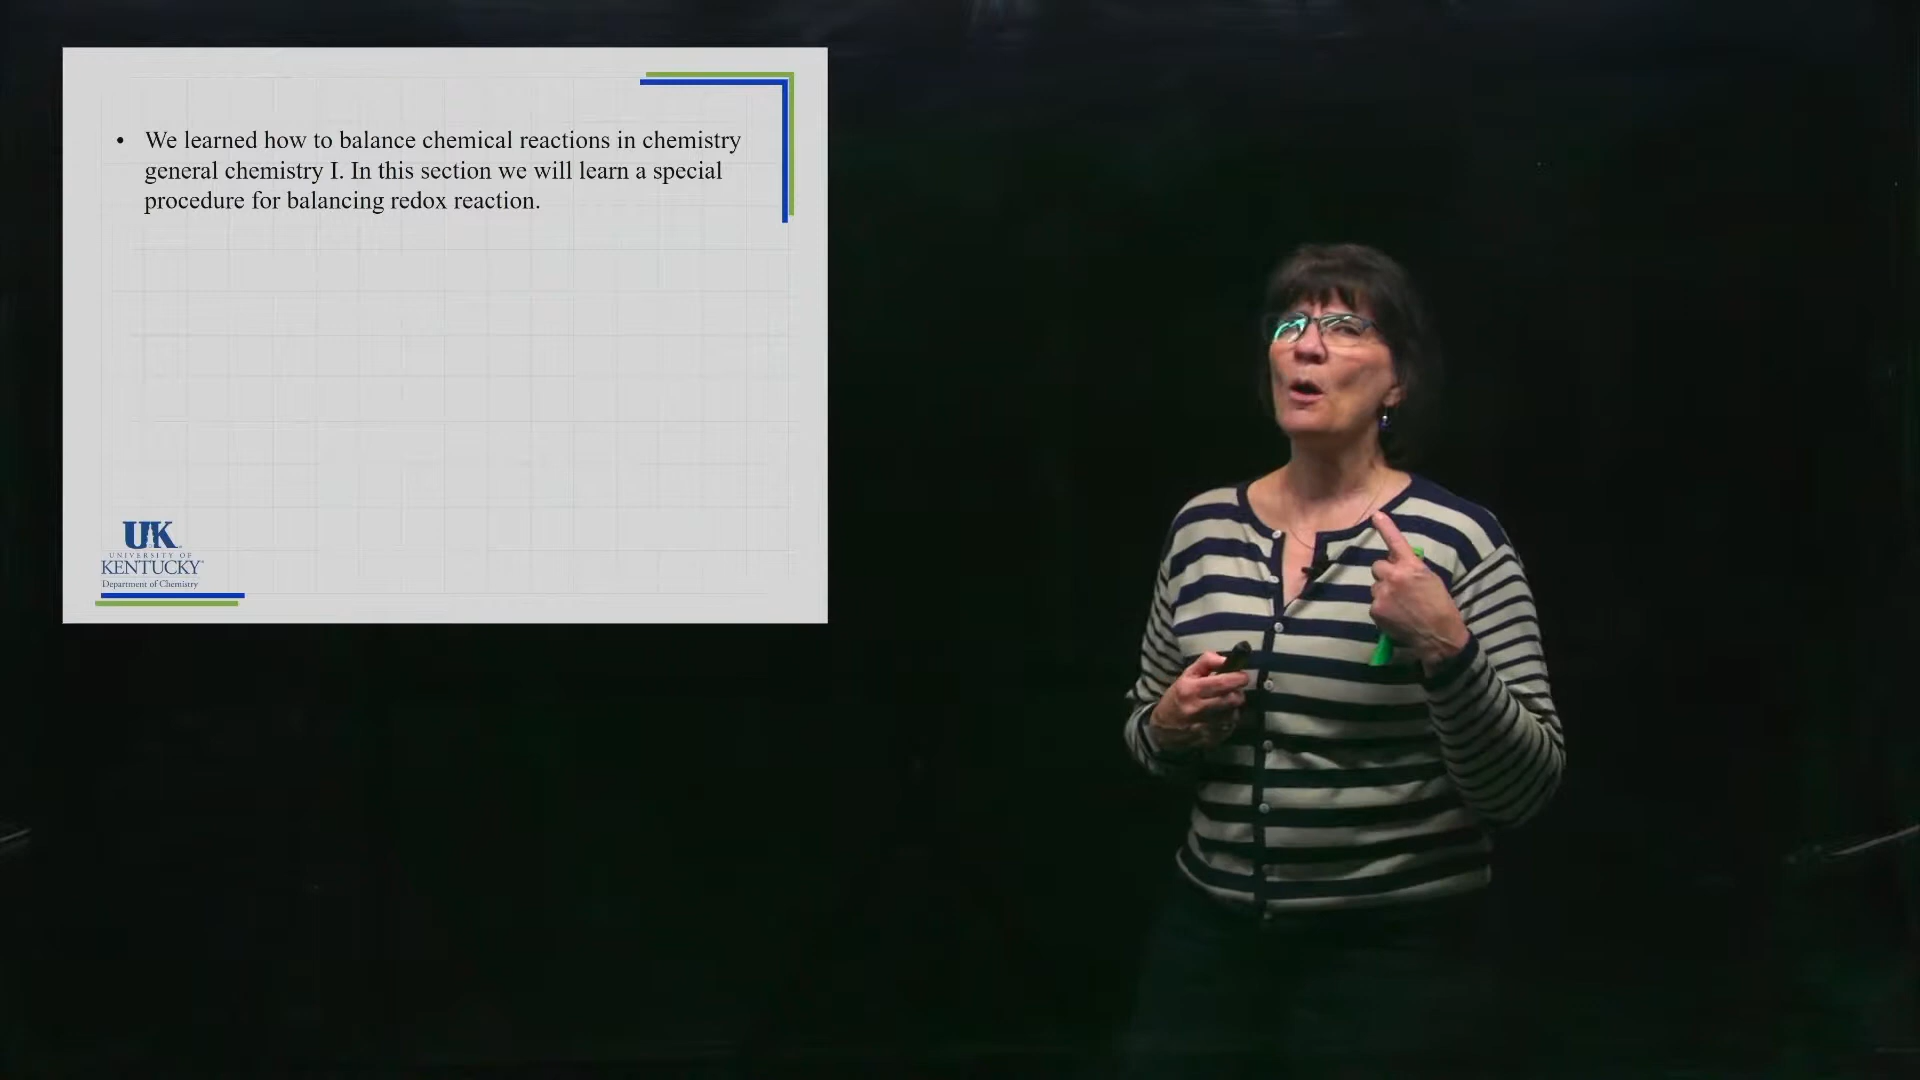 • We learned how to balance chemical reactions in chemistry
general chemistry I. In this section we will learn a special
procedure for balancing redox reaction.
UK
UNIVERSITY OF
KENTUCKY
Department of Chemistry